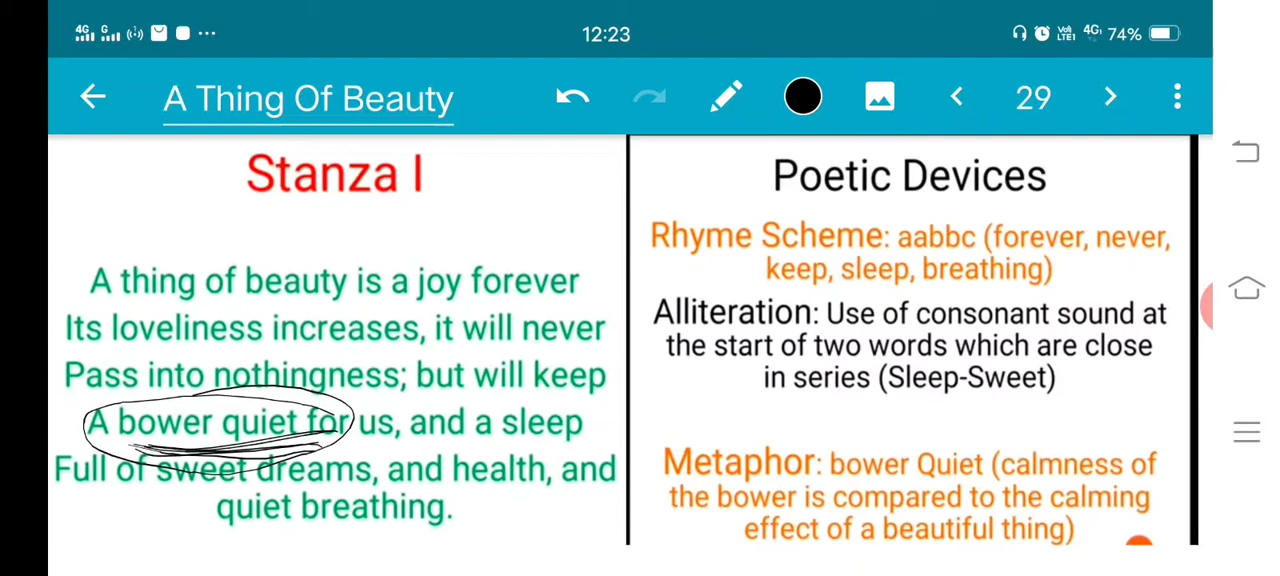 4G G 12:23 VoLTE1 4G 74%
A Thing Of Beauty 29
Stanza I
A thing of beauty is a joy forever
Its loveliness increases, it will never
Pass into nothingness; but will keep
A bower quiet for us, and a sleep
Full of sweet dreams, and health, and
quiet breathing.
Poetic Devices
Rhyme Scheme: aabbc (forever, never,
keep, sleep, breathing)
Alliteration: Use of consonant sound at
the start of two words which are close
in series (Sleep-Sweet)
Metaphor: bower Quiet (calmness of
the bower is compared to the calming
effect of a beautiful thing)